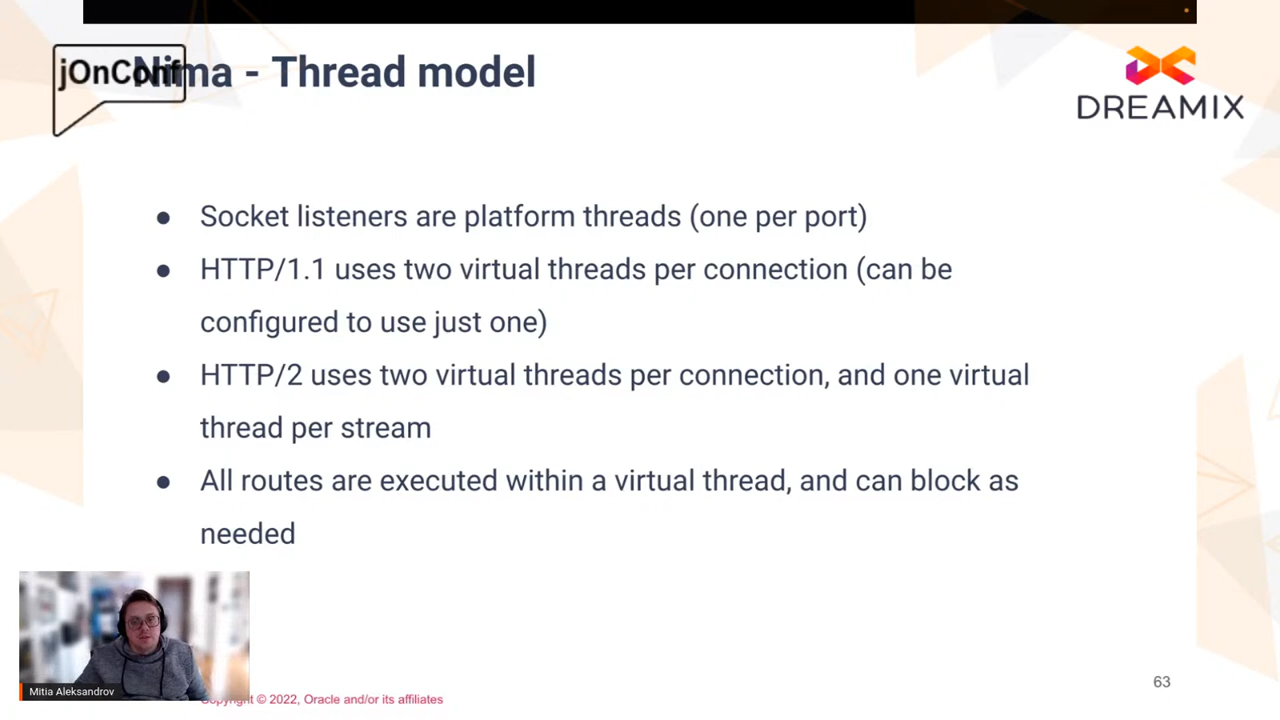 jOnConf
Nima - Thread model
DREAMIX
● Socket listeners are platform threads (one per port)
● HTTP/1.1 uses two virtual threads per connection (can be
configured to use just one)
● HTTP/2 uses two virtual threads per connection, and one virtual
thread per stream
● All routes are executed within a virtual thread, and can block as
needed
Mitia Aleksandrov
Copyright © 2022, Oracle and/or its affiliates
63